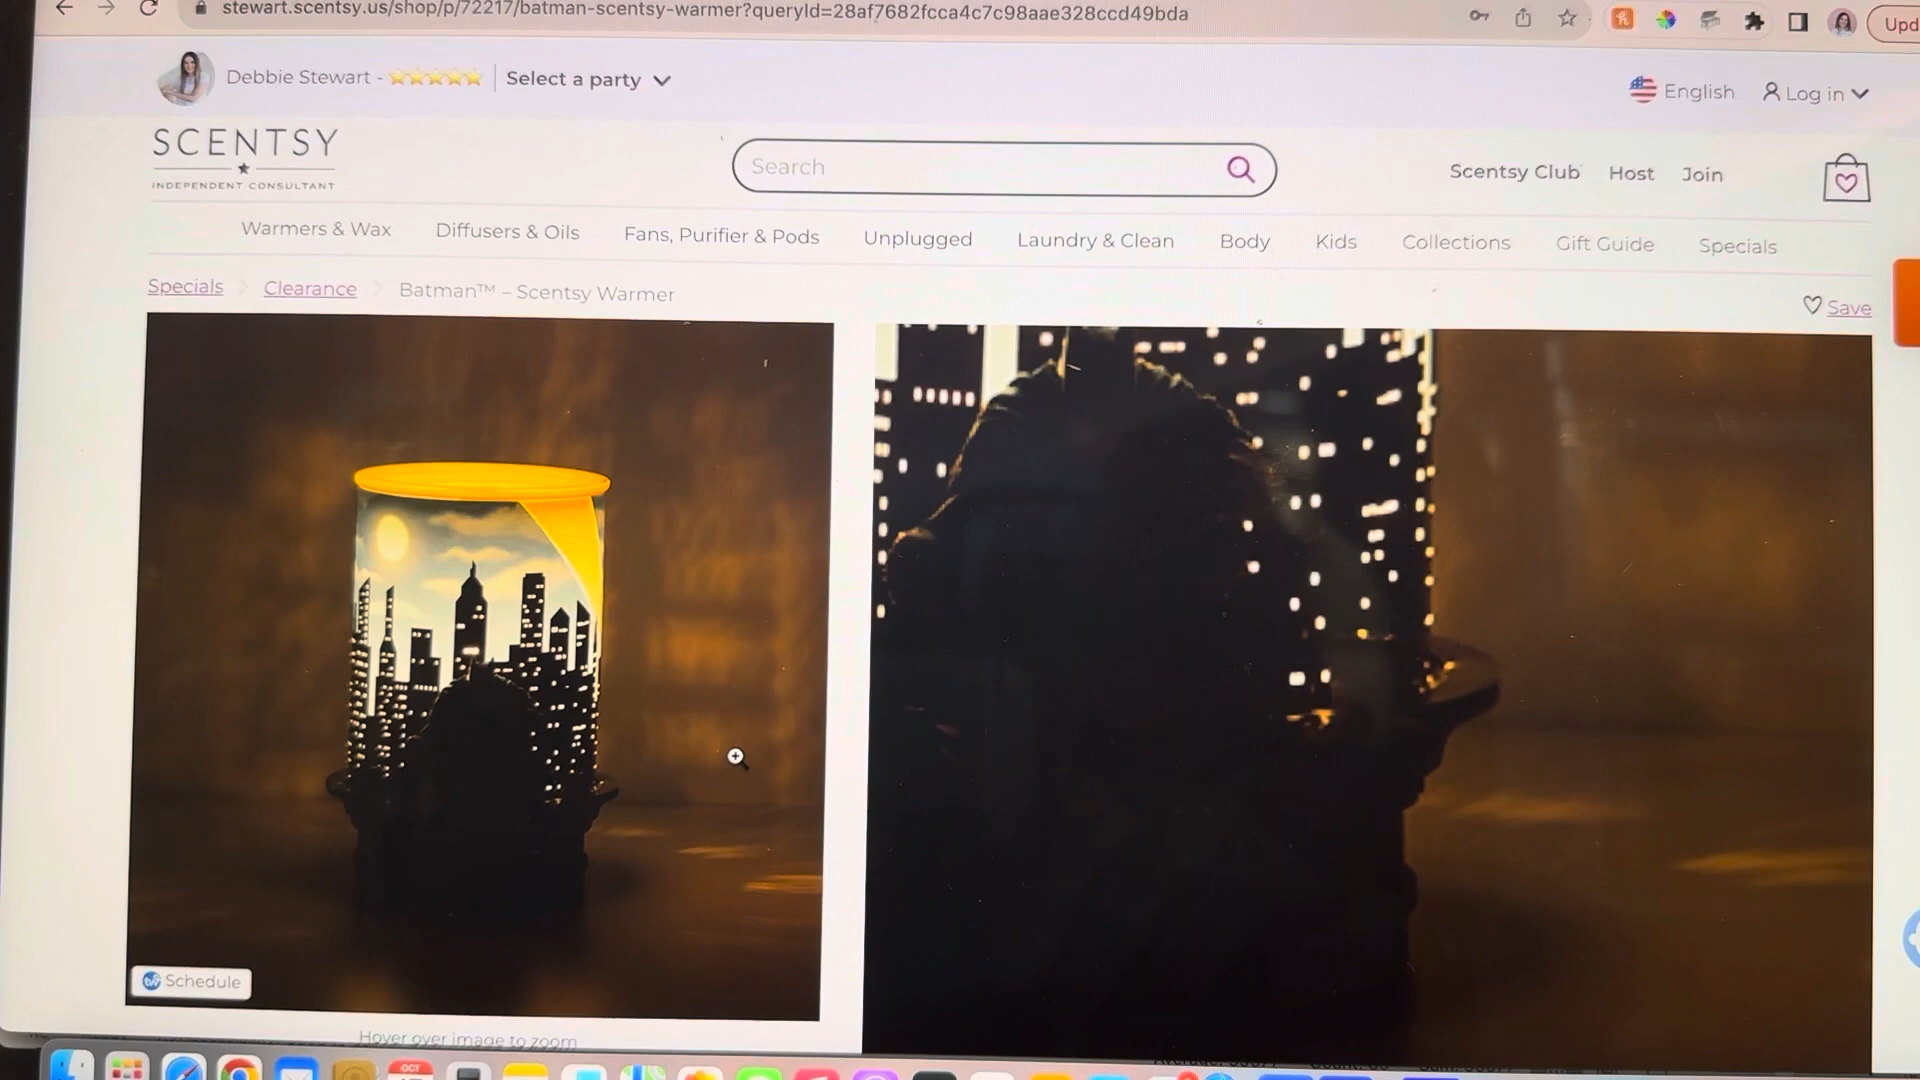 stewart.scentsy.us/shop/p/72217/batman-scentsy-warmer?queryId=28af7682fcca4c7c98aae328ccd49bda
Upd
Debbie Stewart - ⭐⭐⭐⭐⭐ Select a party
English Log in
SCENTSY
INDEPENDENT CONSULTANT
Search
Scentsy Club Host Join
Warmers & Wax Diffusers & Oils Fans, Purifier & Pods Unplugged Laundry & Clean Body Kids Collections Gift Guide Specials
Specials Clearance Batman™ – Scentsy Warmer
Save
Schedule
Hover over image to zoom
OCT